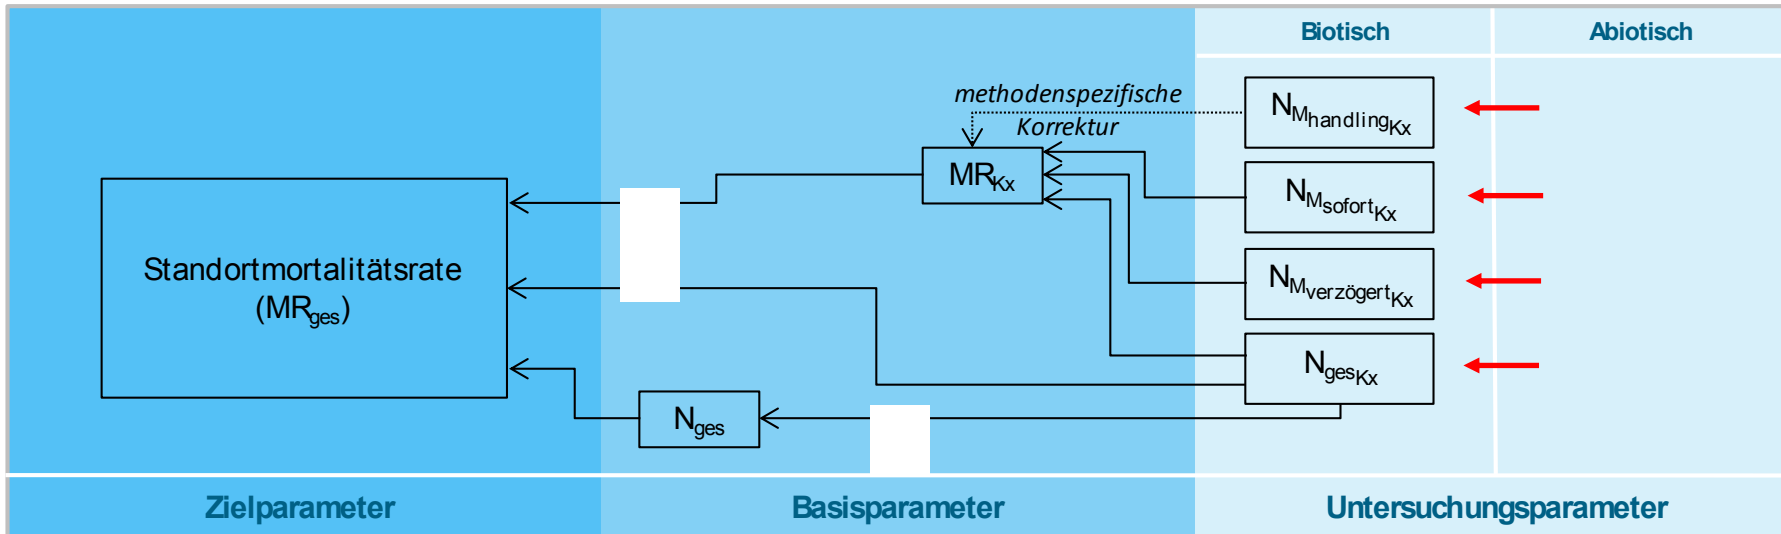 Biotisch
Abiotisch
methodenspezifische
Korrektur
NMhandlingKx
MRKx
NMsofortKx
Standortmortalitätsrate
(MRges)
NMverzögertKx
NgesKx
Nges
Zielparameter
Basisparameter
Untersuchungsparameter